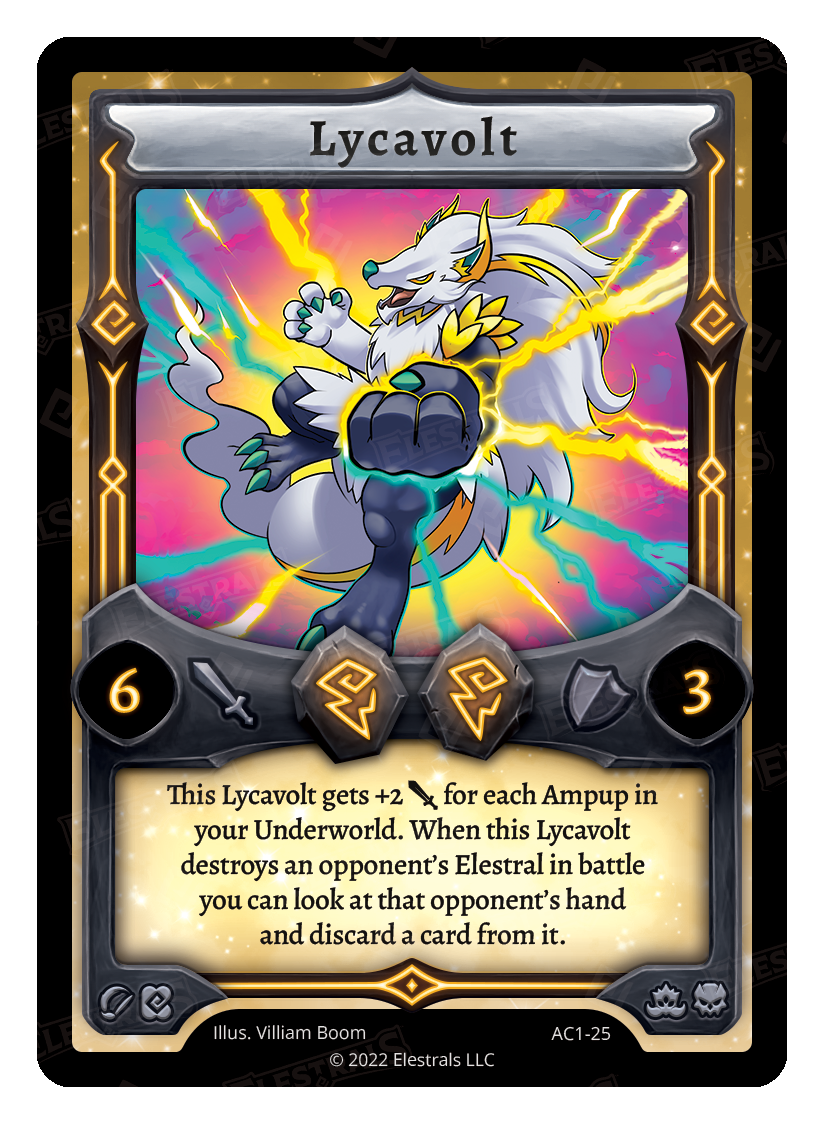 Lycavolt
6
3
This Lycavolt gets +2 for each Ampup in
your Underworld. When this Lycavolt
destroys an opponent's Elestral in battle
you can look at that opponent's hand
and discard a card from it.
Illus. Villiam Boom
AC1-25
© 2022 Elestrals LLC